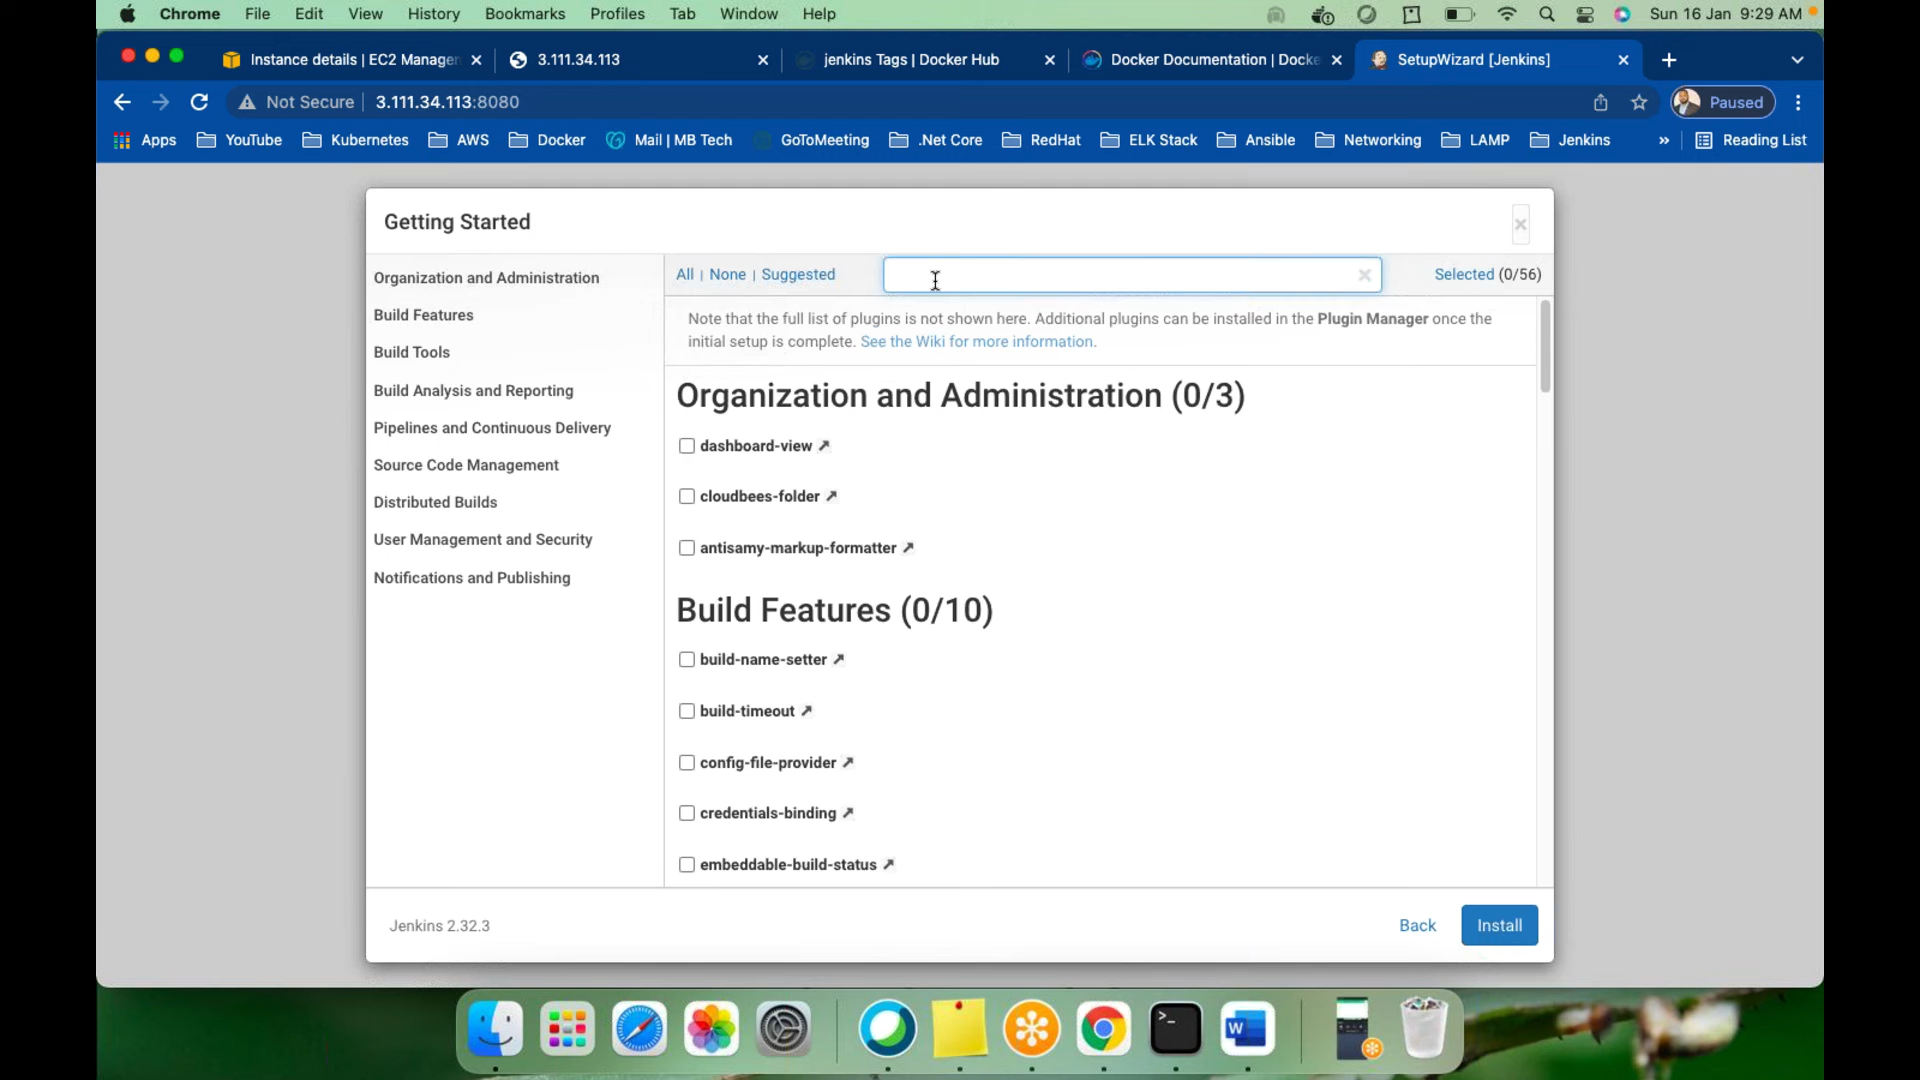 Chrome File Edit View History Bookmarks Profiles Tab Window Help Sun 16 Jan 9:29 AM
Instance details | EC2 Managen 3.111.34.113 jenkins Tags | Docker Hub Docker Documentation | Docke SetupWizard [Jenkins]
Not Secure 3.111.34.113:8080 Paused
Apps YouTube Kubernetes AWS Docker Mail | MB Tech GoToMeeting .Net Core RedHat ELK Stack Ansible Networking LAMP Jenkins » Reading List
Getting Started
Organization and Administration
Build Features
Build Tools
Build Analysis and Reporting
Pipelines and Continuous Delivery
Source Code Management
Distributed Builds
User Management and Security
Notifications and Publishing
All | None | Suggested Selected (0/56)
Note that the full list of plugins is not shown here. Additional plugins can be installed in the Plugin Manager once the
initial setup is complete. See the Wiki for more information.
Organization and Administration (0/3)
dashboard-view
cloudbees-folder
antisamy-markup-formatter
Build Features (0/10)
build-name-setter
build-timeout
config-file-provider
credentials-binding
embeddable-build-status
Jenkins 2.32.3 Back Install